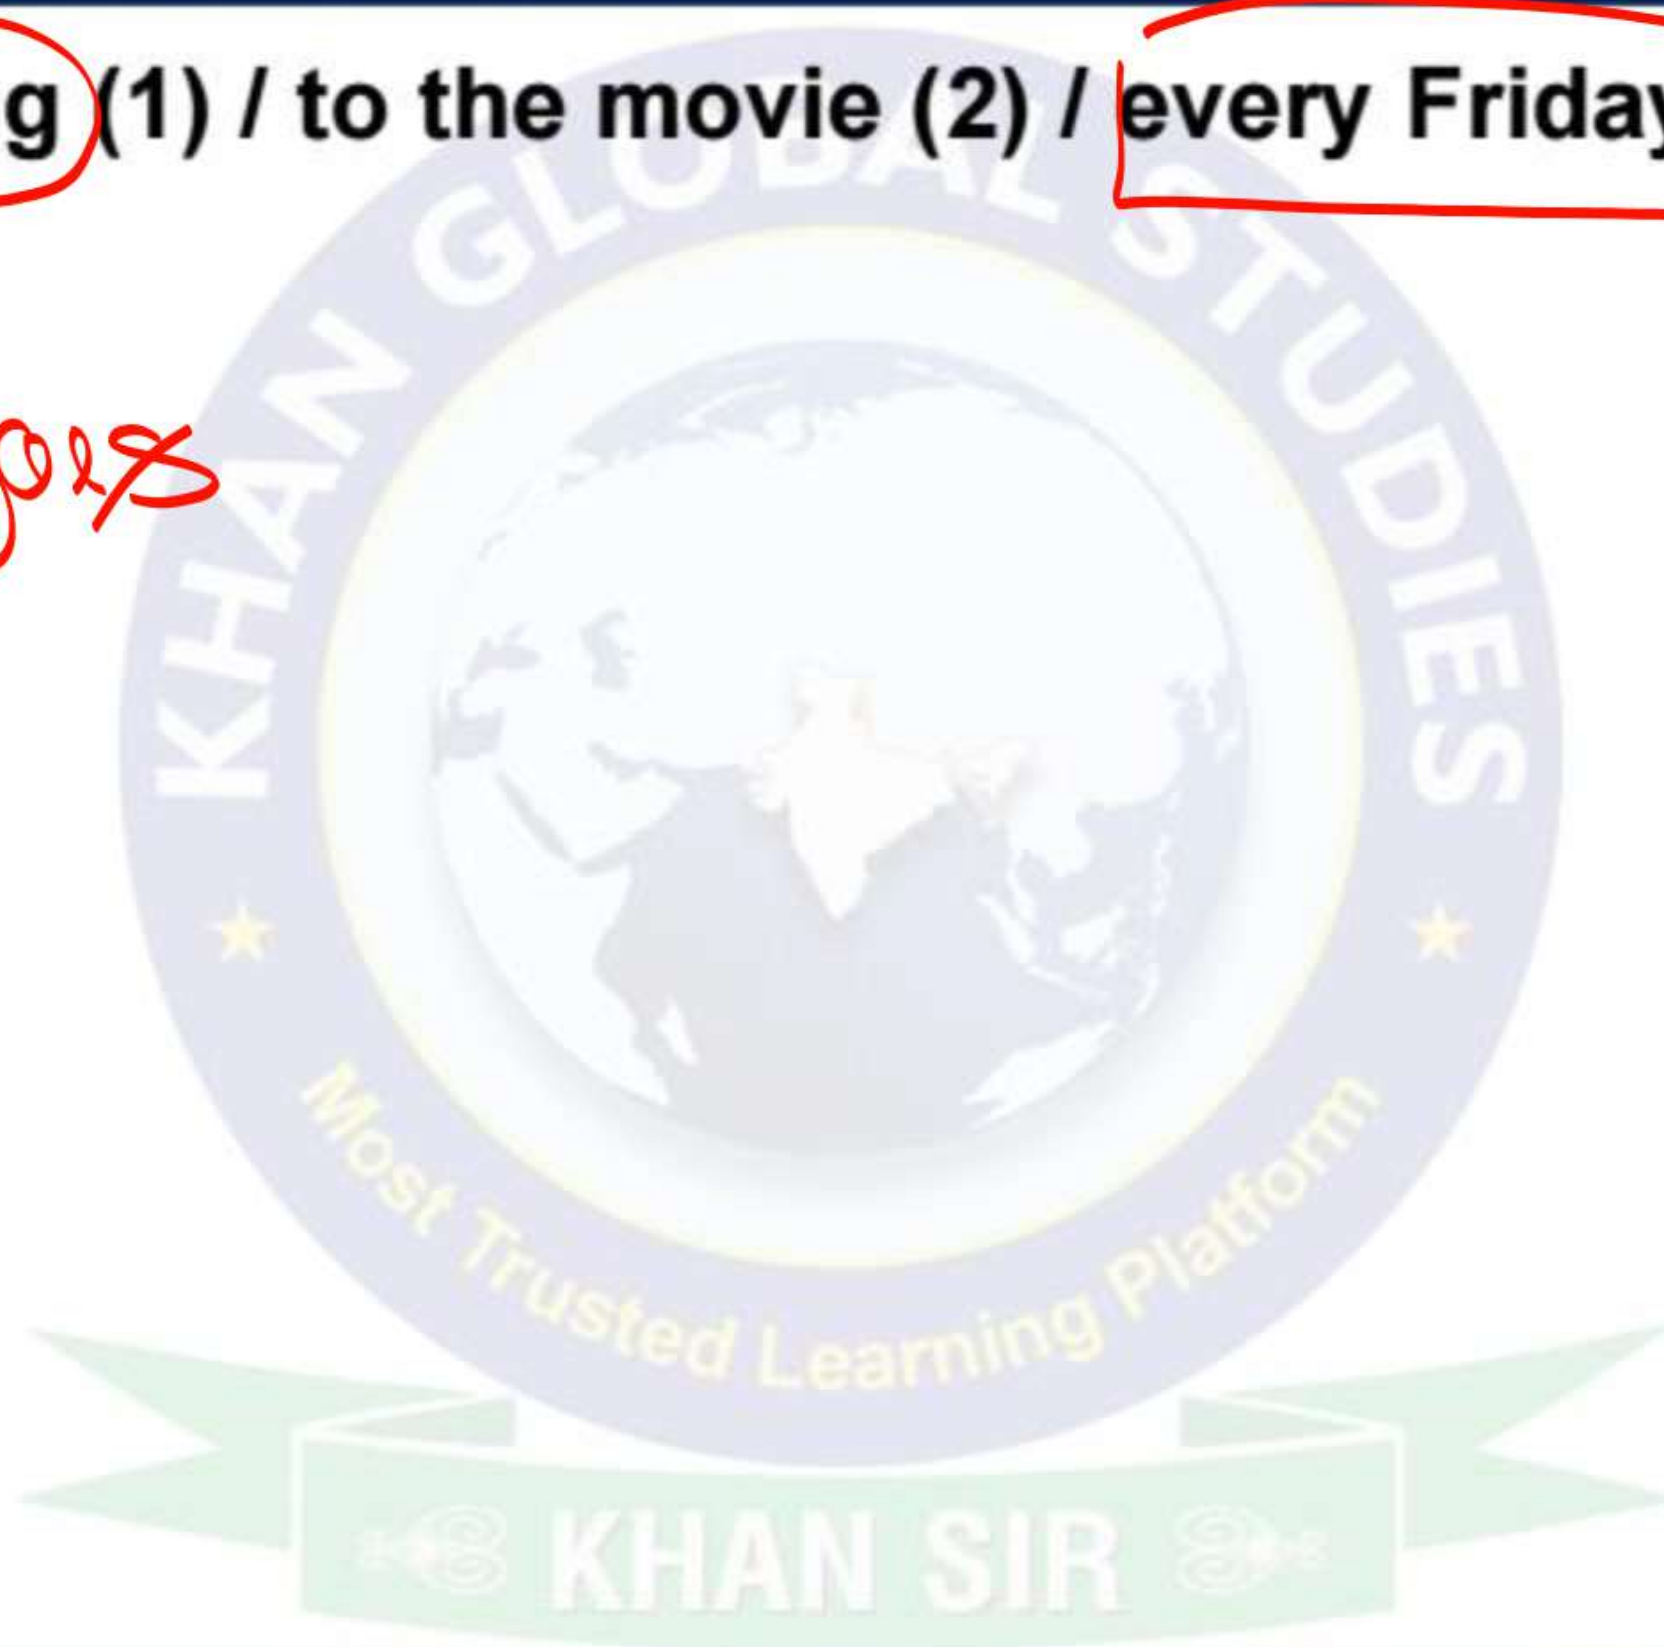 g (1) / to the movie (2) / every Friday
goes
KHAN GLOBAL STUDIES
Most Trusted Learning Platform
KHAN SIR